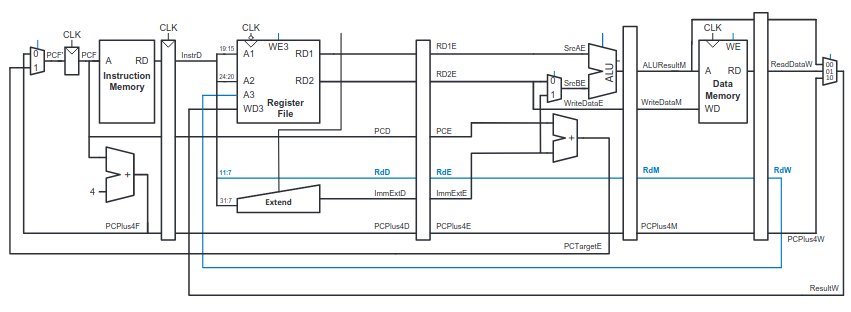 CLK
CLK
CLK
CLK
0
1
PCF'
PCF
A
RD
Instruction
Memory
InstrD
19:15
24:20
A1
A2
A3
WD3
WE3
RD1
RD2
Register
File
RD1E
RD2E
SrcAE
SrcBE
0
1
ALU
WriteDataE
ALUResultM
WriteDataM
A
RD
WE
Data
Memory
WD
ReadDataW
00
01
10
PCD
PCE
+
4
+
11:7
RdD
RdE
RdM
RdW
31:7
Extend
ImmExtD
ImmExtE
PCPlus4F
PCPlus4D
PCPlus4E
PCPlus4M
PCPlus4W
PCTargetE
ResultW